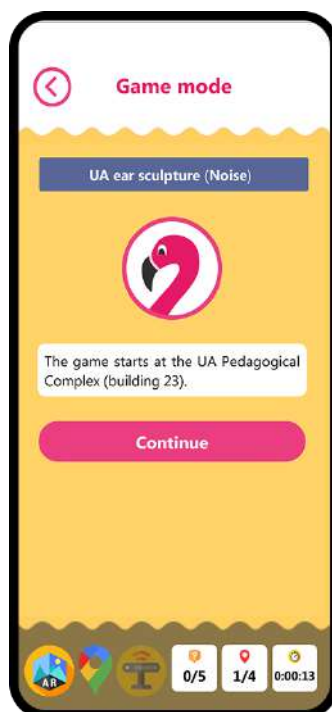 Game mode
UA ear sculpture (Noise)
The game starts at the UA Pedagogical
Complex (building 23).
Continue
AR
0/5
1/4
0:00:13